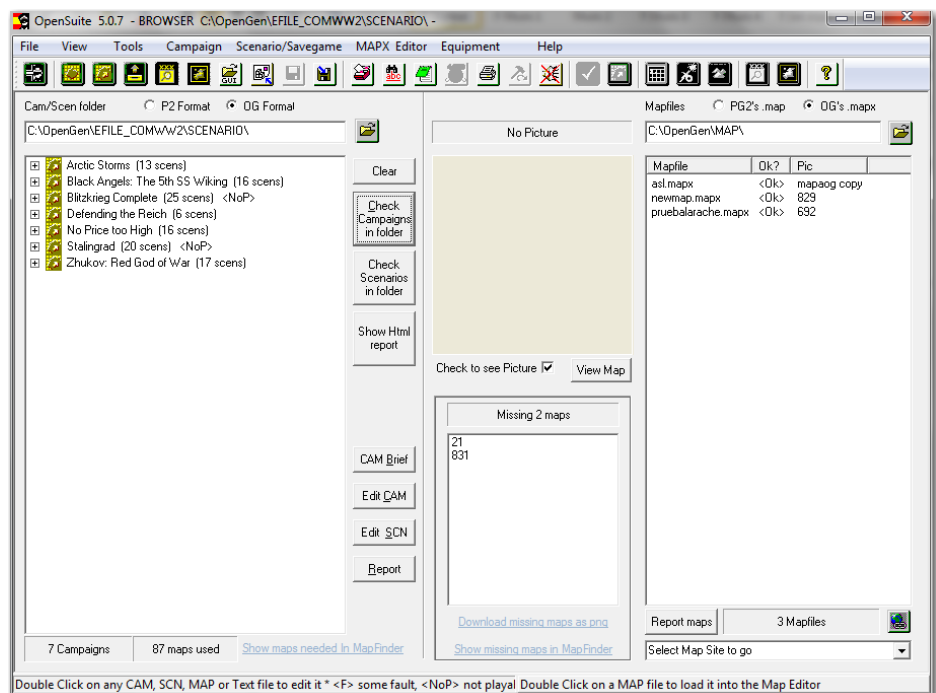 OpenSuite 5.0.7 - BROWSER C:\OpenGen\EFILE_COMWW2\SCENARIO\ -
File View Tools Campaign Scenario/Savegame MAPX Editor Equipment Help
GUI
abc
Cam/Scen folder P2 Format OG Format
C:\OpenGen\EFILE_COMWW2\SCENARIO\
Arctic Storms (13 scens)
Black Angels: The 5th SS Wiking (16 scens)
Blitzkrieg Complete (25 scens) <NoP>
Defending the Reich (6 scens)
No Price too High (16 scens)
Stalingrad (20 scens) <NoP>
Zhukov: Red God of War (17 scens)
7 Campaigns 87 maps used Show maps needed In MapFinder
Clear
Check
Campaigns
in folder
Check
Scenarios
in folder
Show Html
report
CAM Brief
Edit CAM
Edit SCN
Report
No Picture
Check to see Picture View Map
Missing 2 maps
21
831
Download missing maps as png
Show missing maps in MapFinder
Mapfiles PG2's .map OG's .mapx
C:\OpenGen\MAP\
Mapfile Ok? Pic
asl.mapx <Ok> mapaog copy
newmap.mapx <Ok> 829
pruebalarache.mapx <Ok> 692
Report maps 3 Mapfiles
Select Map Site to go
Double Click on any CAM, SCN, MAP or Text file to edit it * <F> some fault, <NoP> not playal Double Click on a MAP file to load it into the Map Editor